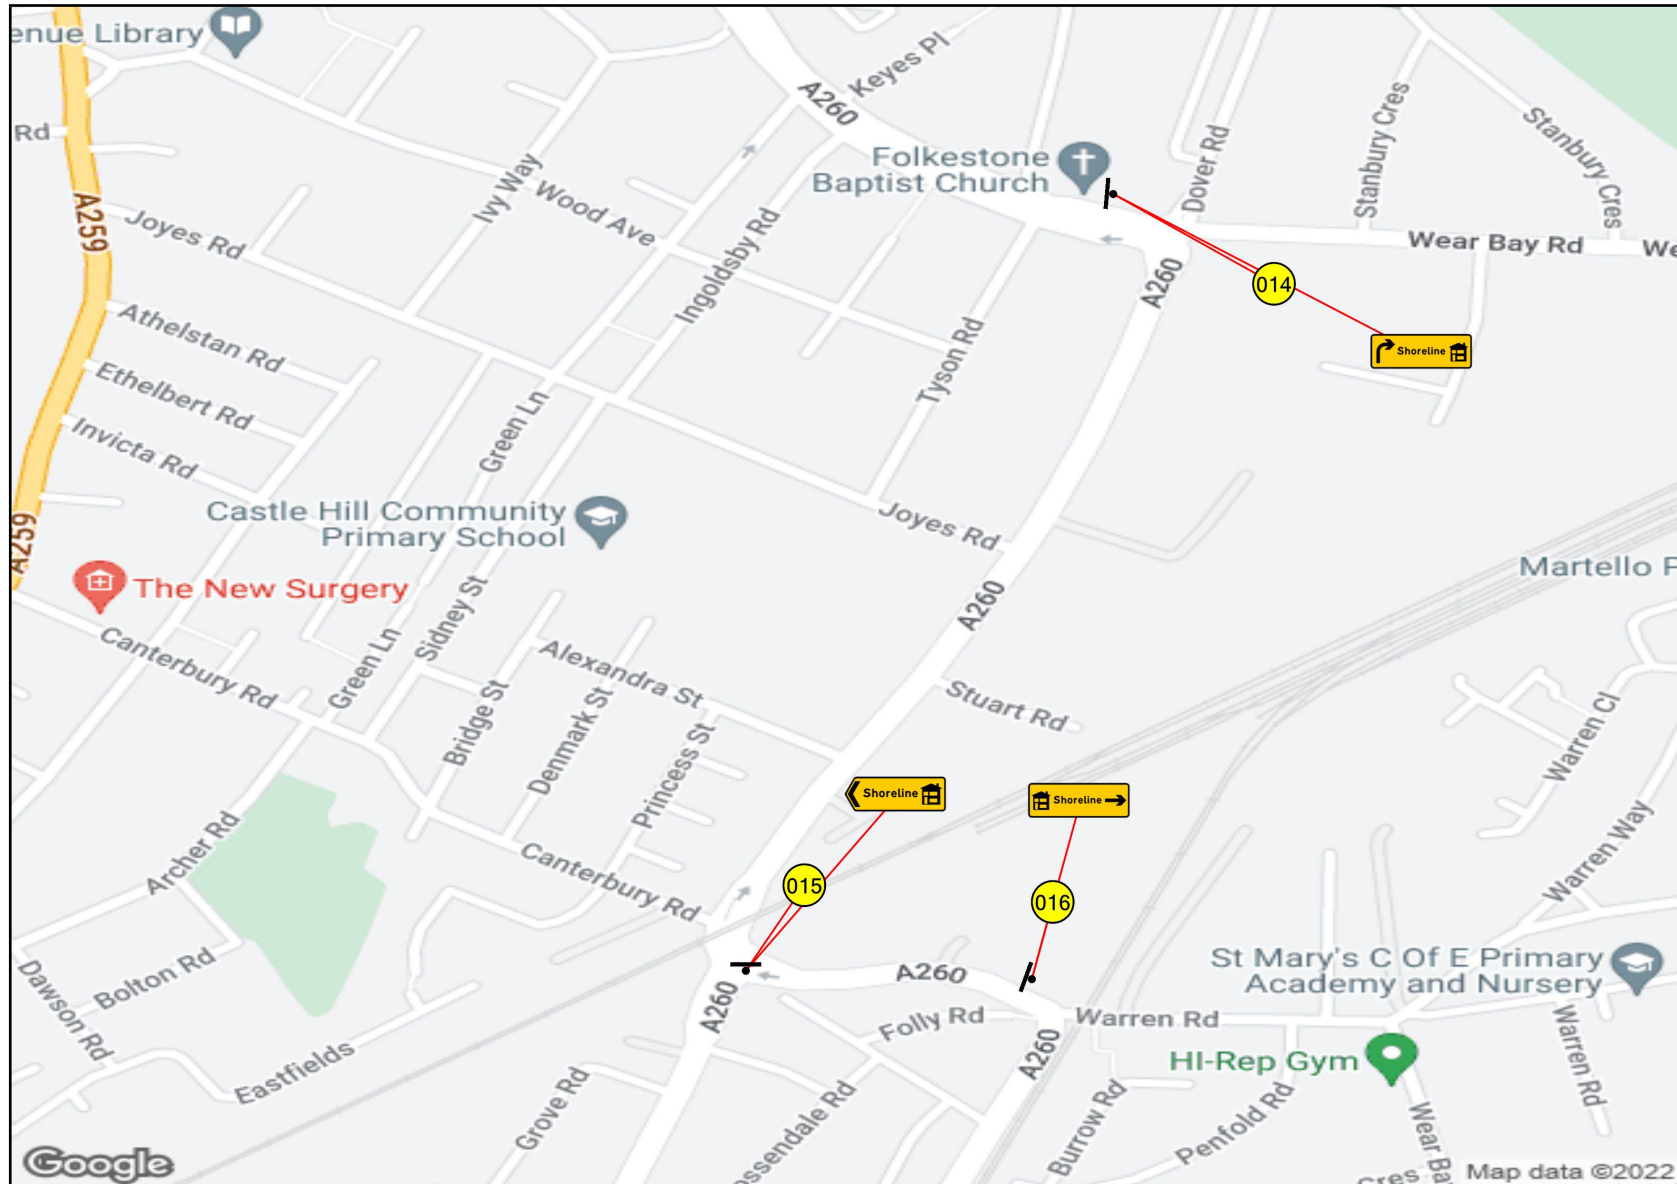 enue Library
Keyes Pl
A260
Rd
Folkestone
Baptist Church
Dover Rd
Stanbury Cres
Stanbury Cres
A259
Ivy Way
Wood Ave
Joyes Rd
Ingoldsby Rd
Wear Bay Rd
We
A260
014
Athelstan Rd
Shoreline
Tyson Rd
Ethelbert Rd
Green Ln
Invicta Rd
Castle Hill Community
Primary School
Joyes Rd
A259
Martello P
The New Surgery
A260
Sidney St
Canterbury Rd
Green Ln
Alexandra St
Bridge St
Denmark St
Stuart Rd
Warren Cl
Princess St
Shoreline
Shoreline
Archer Rd
Canterbury Rd
015
016
Warren Way
Bolton Rd
Dawson Rd
A260
A260
St Mary's C Of E Primary
Academy and Nursery
Folly Rd
Warren Rd
A260
Warren Rd
HI-Rep Gym
Eastfields
Grove Rd
ossendale Rd
Burrow Rd
Penfold Rd
Wear Ba
Cres
Google
Map data ©2022